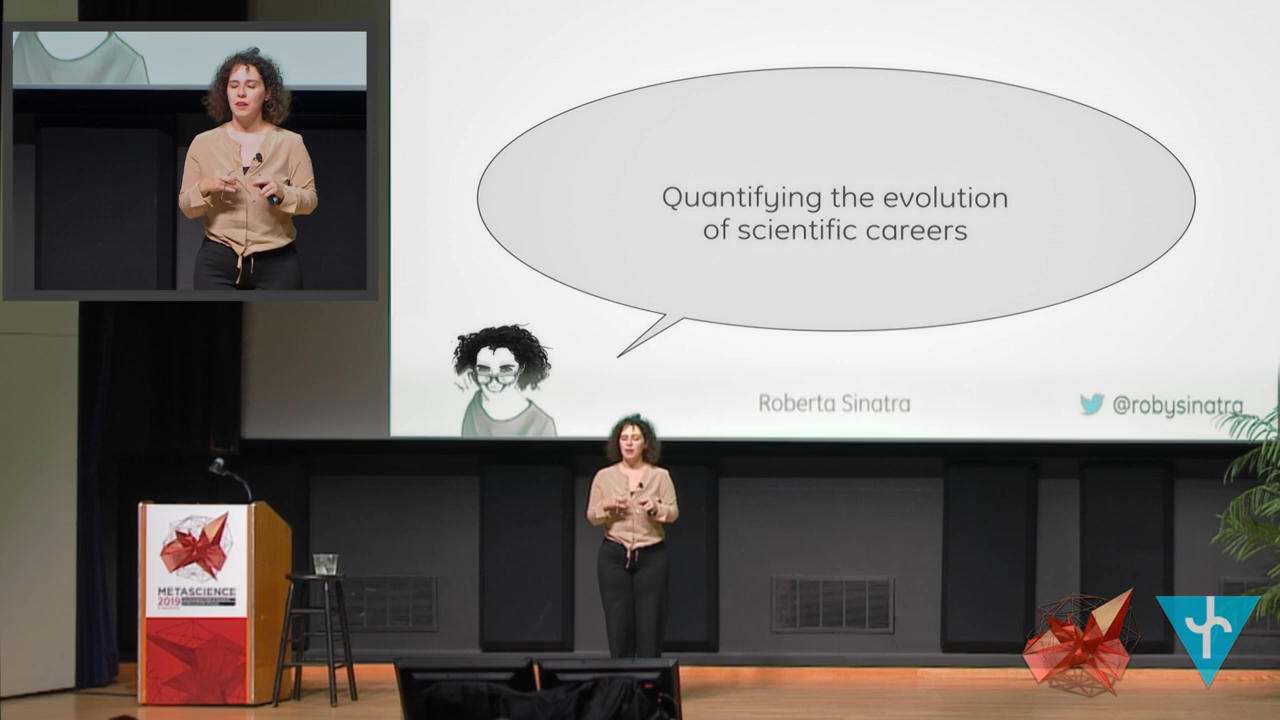 Quantifying the evolution
of scientific careers
Roberta Sinatra
@robysinatra
METASCIENCE
2019